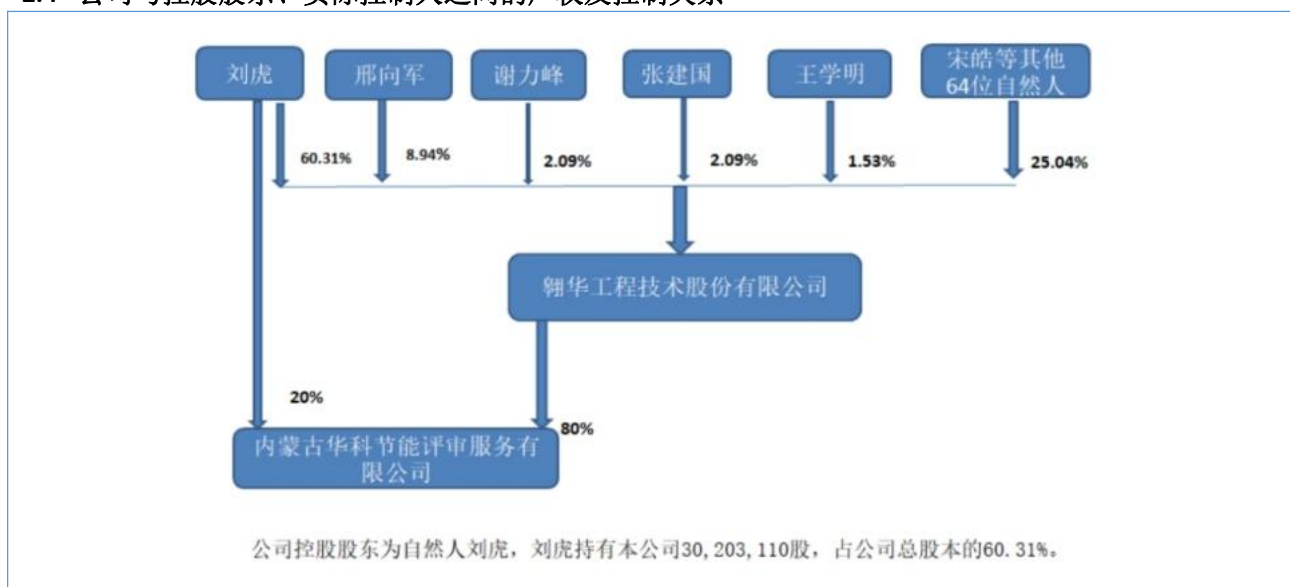 刘虎
邢向军
谢力峰
张建国
王学明
宋皓等其他
64位自然人
60.31%
8.94%
2.09%
2.09%
1.53%
25.04%
翱华工程技术股份有限公司
20%
80%
内蒙古华科节能评审服务有
限公司
公司控股股东为自然人刘虎，刘虎持有本公司30,203,110股，占公司总股本的60.31%。